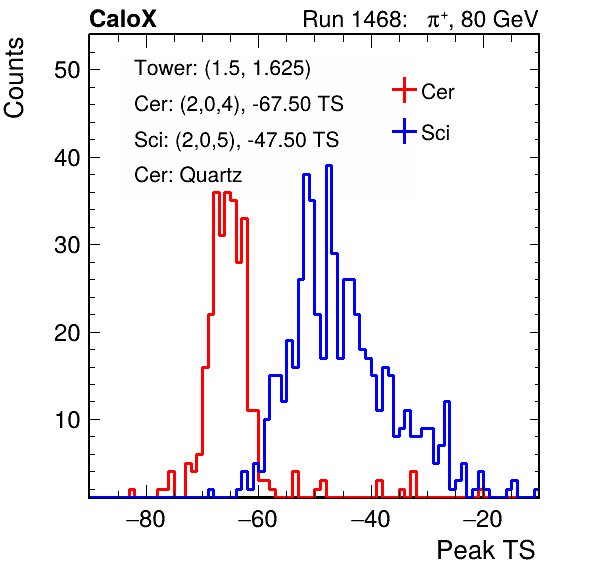 CaloX Run 1468: π⁺, 80 GeV
Counts
50
40
30
20
10
Tower: (1.5, 1.625)
Cer: (2,0,4), -67.50 TS
Sci: (2,0,5), -47.50 TS
Cer: Quartz
Cer
Sci
−80 −60 −40 −20
Peak TS